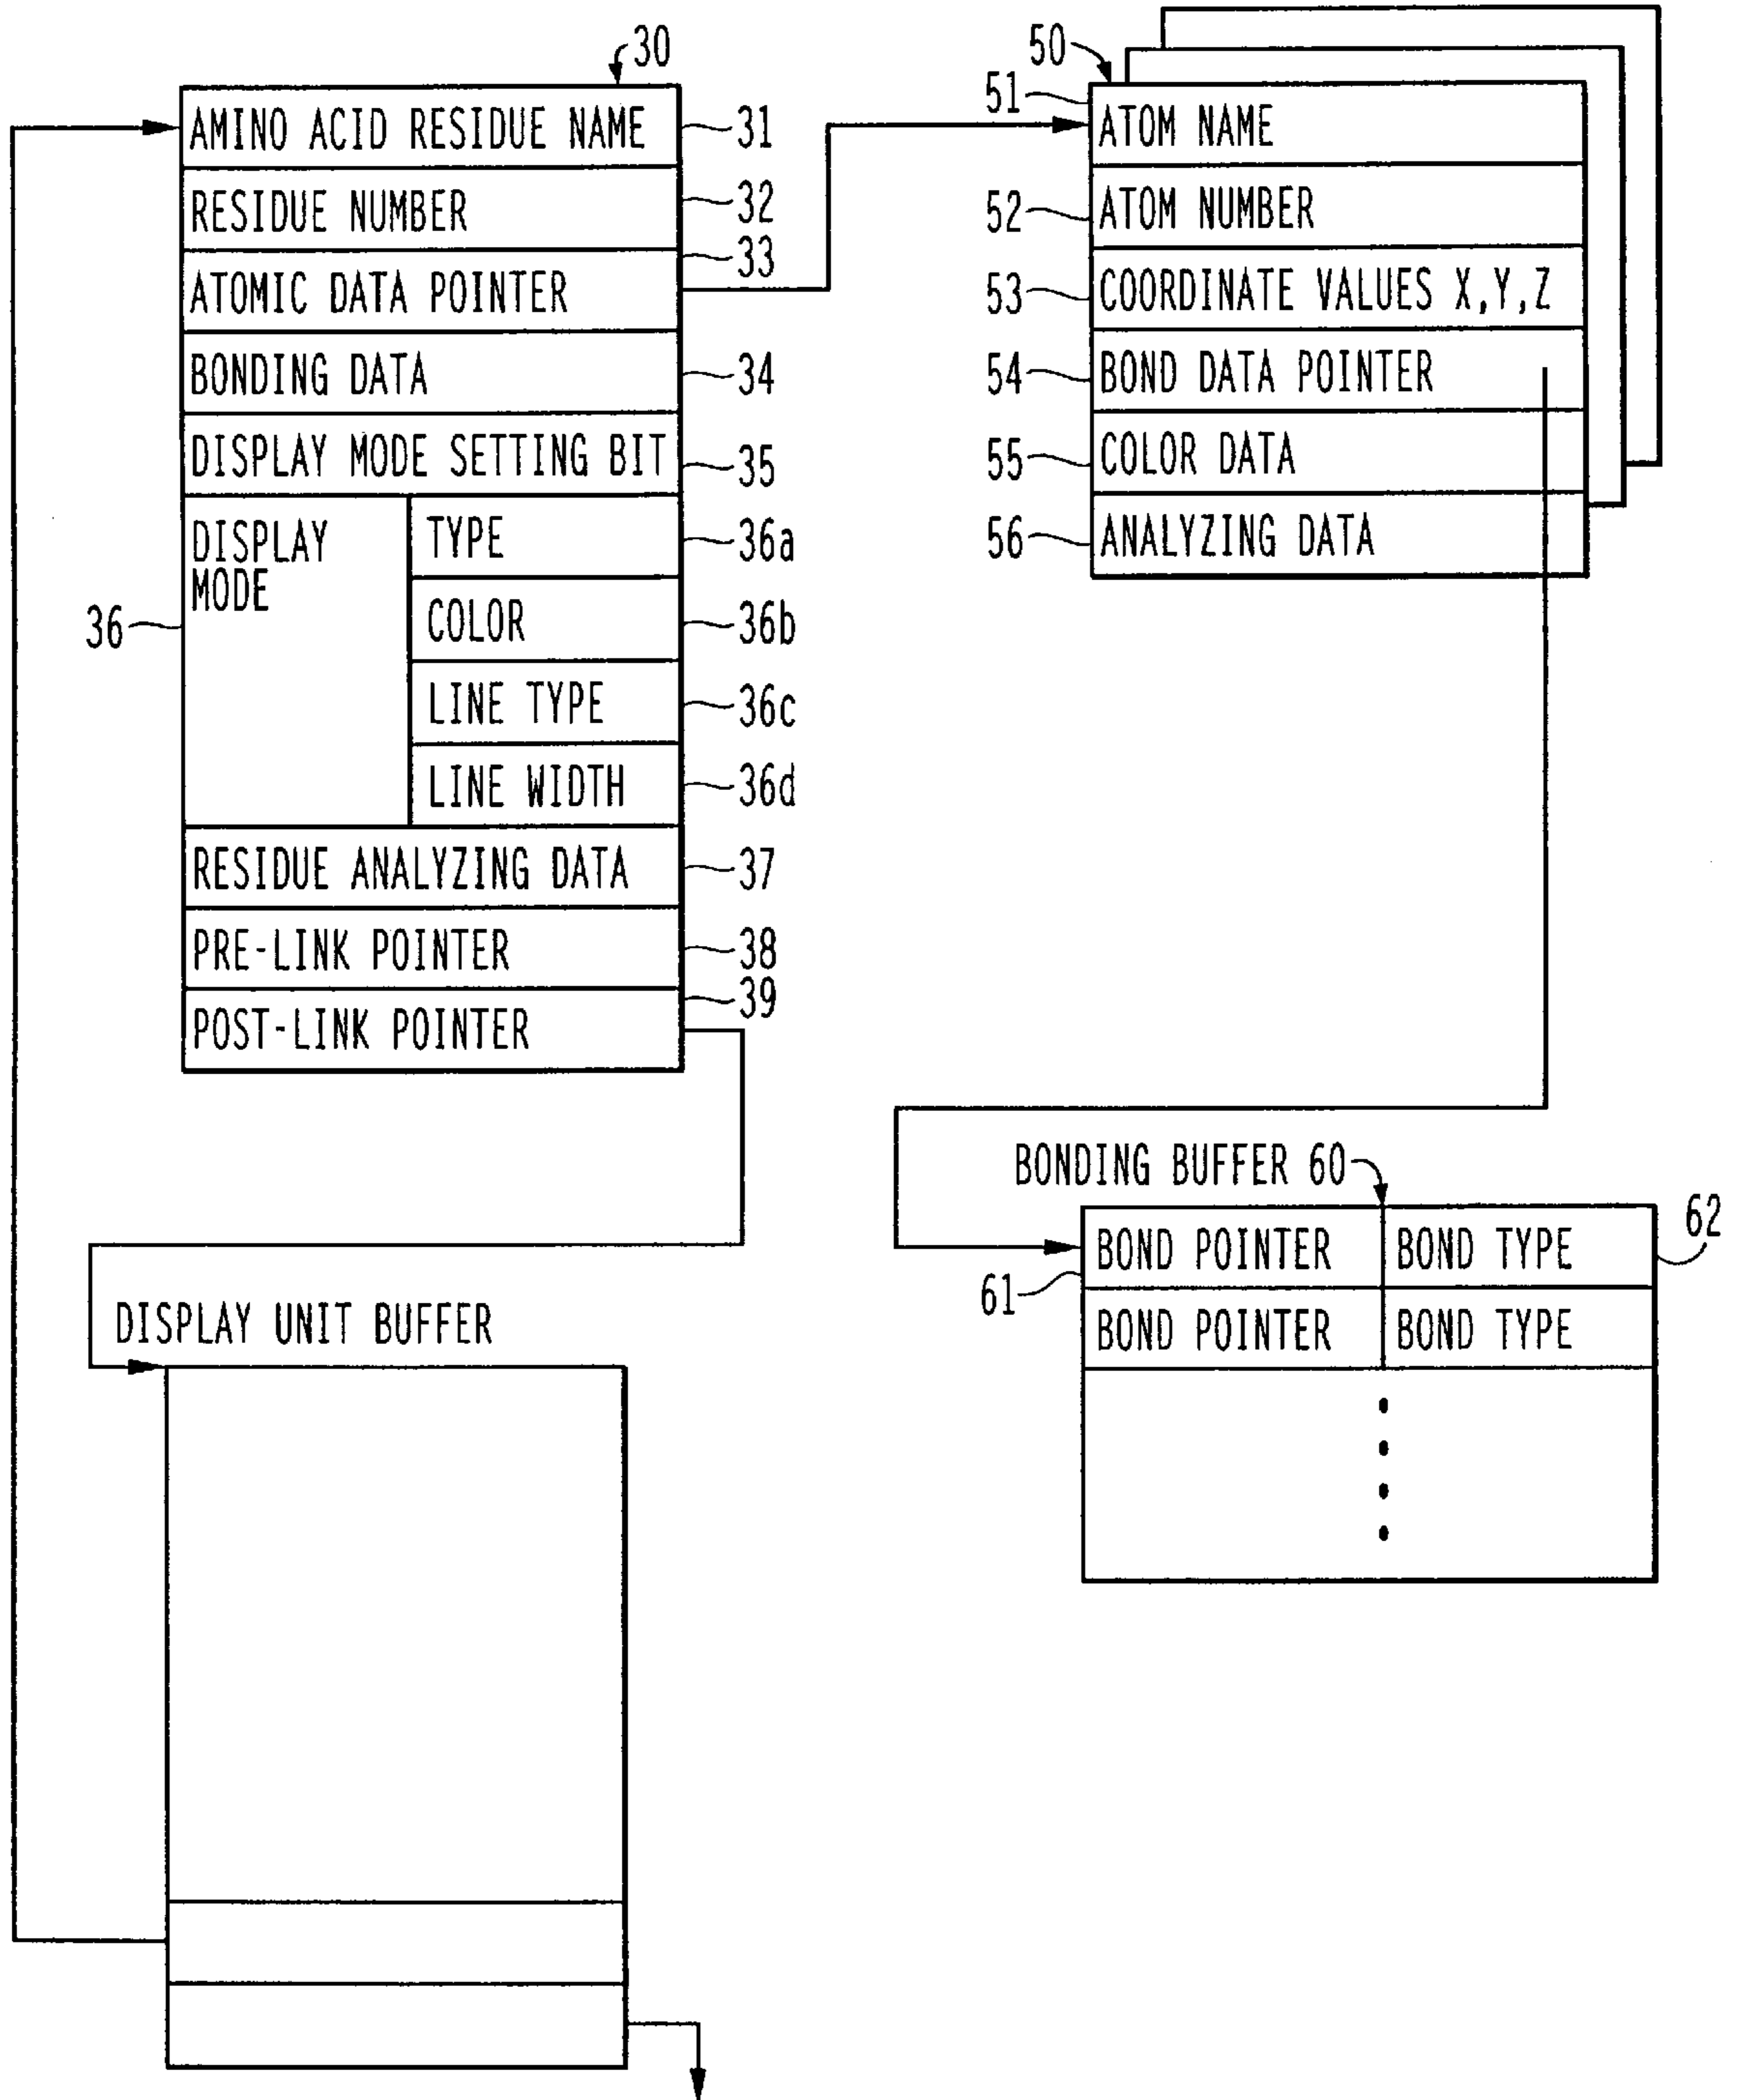 30
AMINO ACID RESIDUE NAME 31
RESIDUE NUMBER 32
33
ATOMIC DATA POINTER
BONDING DATA 34
DISPLAY MODE SETTING BIT 35
36
DISPLAY
MODE
TYPE 36a
COLOR 36b
LINE TYPE 36c
LINE WIDTH 36d
RESIDUE ANALYZING DATA 37
PRE-LINK POINTER 38
39
POST-LINK POINTER
50
51 ATOM NAME
52 ATOM NUMBER
53 COORDINATE VALUES X,Y,Z
54 BOND DATA POINTER
55 COLOR DATA
56 ANALYZING DATA
BONDING BUFFER 60
BOND POINTER BOND TYPE 62
61
BOND POINTER BOND TYPE
DISPLAY UNIT BUFFER